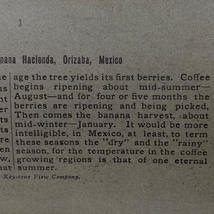 1
nana Hacienda, Orizaba, Mexico
age the tree yields its first berries. Coffee
begins ripening about mid-summer—
August—and for four or five months the
berries are ripening and being picked,
Then comes the banana harvest, about
mid-winter—January. It would be more
intelligible, in Mexico, at least, to term
these seasons the "dry" and the "rainy"
season, for the temperature in the coffee
growing regions is that of one eternal
summer.
Keystone View Company.